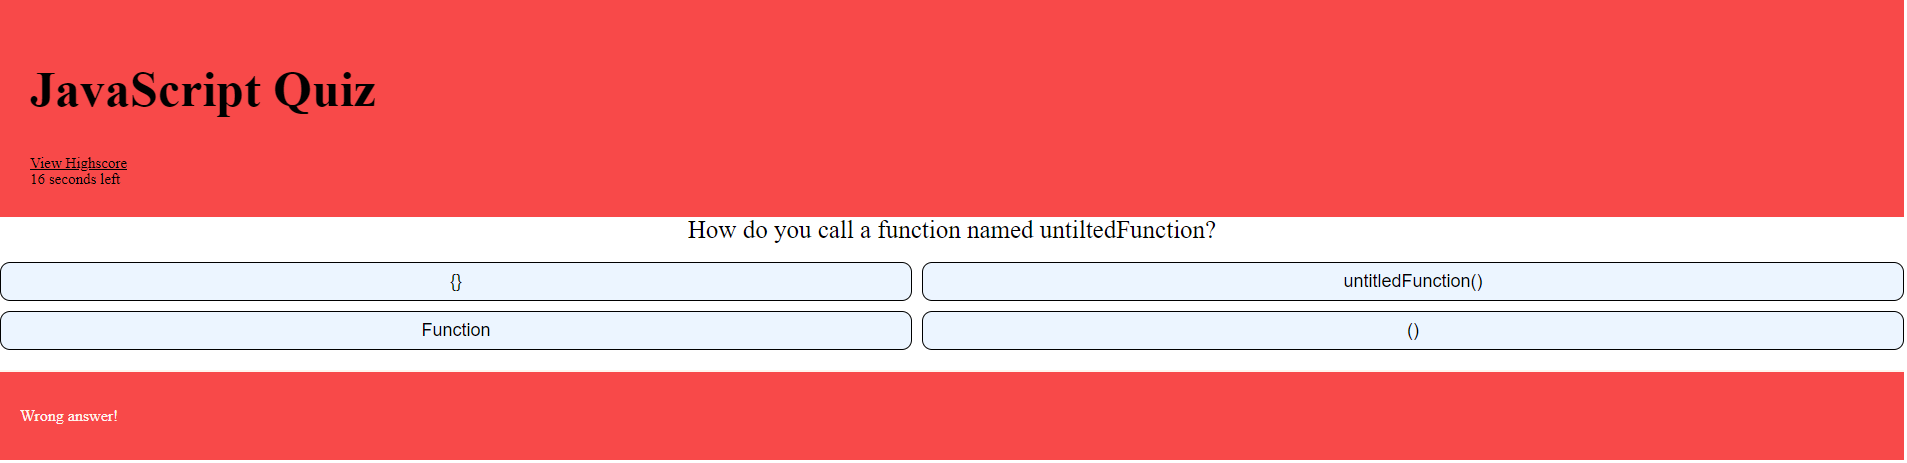 JavaScript Quiz
View Highscore
16 seconds left
How do you call a function named untiltedFunction?
{}
untitledFunction()
Function
()
Wrong answer!